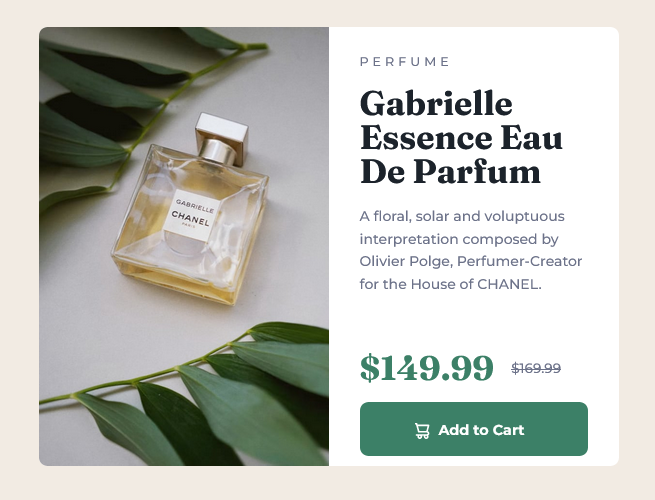 GABRIELLE
CHANEL
PARIS
PERFUME
Gabrielle
Essence Eau
De Parfum
A floral, solar and voluptuous
interpretation composed by
Olivier Polge, Perfumer-Creator
for the House of CHANEL.
$149.99 $169.99
Add to Cart